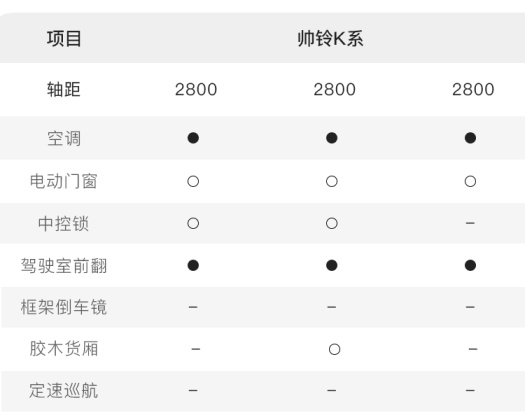 项目 帅铃K系
轴距 2800 2800 2800
空调 ● ● ●
电动门窗 ○ ○ ○
中控锁 ○ ○ –
驾驶室前翻 ● ● ●
框架倒车镜 – – –
胶木货厢 – ○ –
定速巡航 – – –